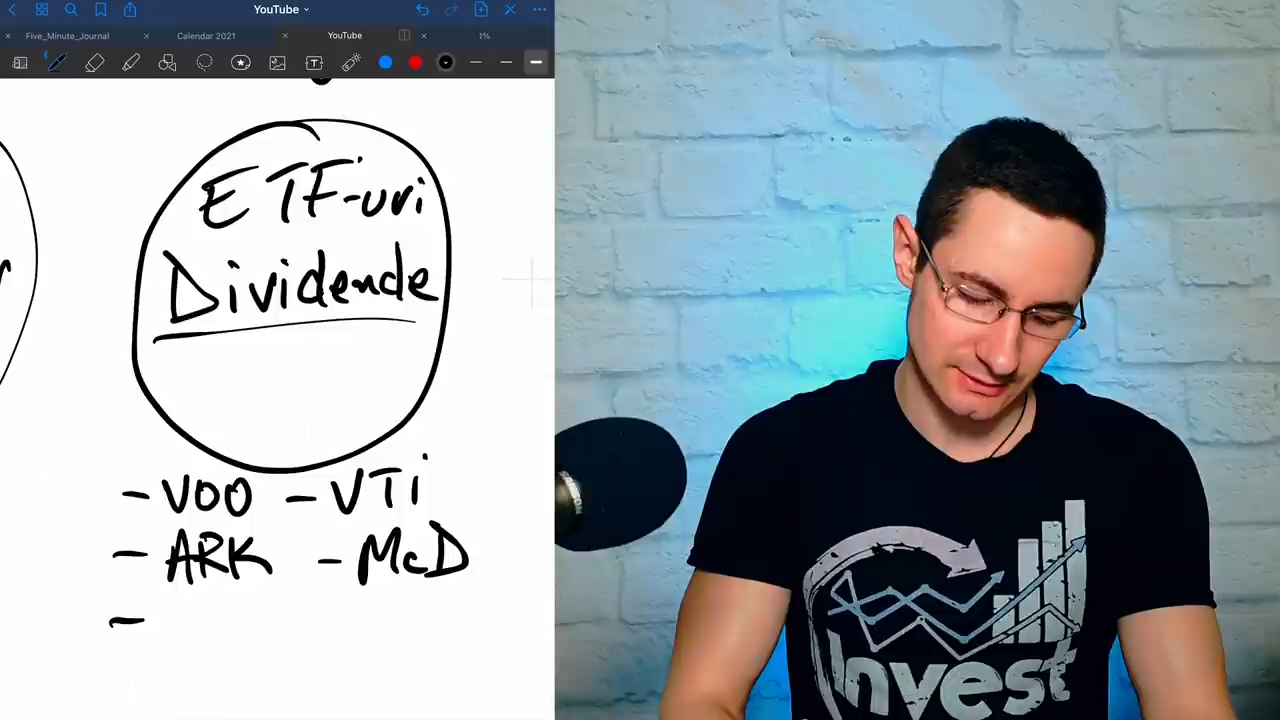 YouTube
Five_Minute_Journal
Calendar 2021
YouTube
1%
ETF-uri
Dividende
- VOO - VTi
- ARK - McD
-
Invest